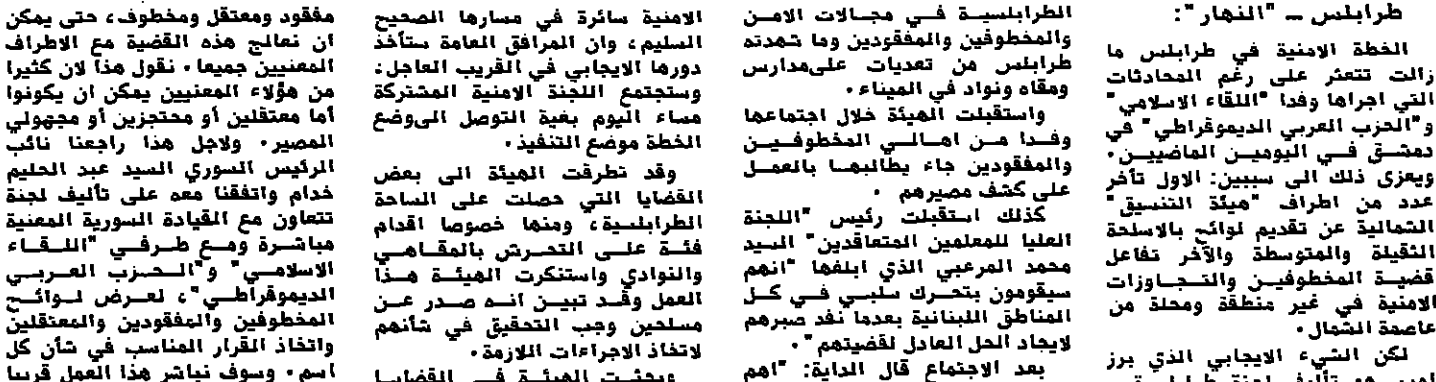 طرابلس – "النهار":
الخطة الامنية في طرابلس ما
زالت تتعثر على رغم المحادثات
التي اجراها وفدا "اللقاء الاسلامي"
و"الحزب العربي الديموقراطي" في
دمشق في اليومين الماضيين.
ويعزى ذلك الى سببين: الاول تأخر
عدد من اطراف "هيئة التنسيق"
الشمالية عن تقديم لوائح بالاسلحة
الثقيلة والمتوسطة والآخر تفاعل
قضية المخطوفين والتجاوزات
الامنية في غير منطقة ومحلة من
عاصمة الشمال.
لكن الشيء الايجابي الذي برز
الطرابلسية في مجالات الامن
والمخطوفين والمفقودين وما شهدته
طرابلس من تعديات على مدارس
ومقاه ونواد في الميناء.
واستقبلت الهيئة خلال اجتماعها
وفدا من اهالي المخطوفين
والمفقودين جاء يطالبها بالعمل
على كشف مصيرهم.
كذلك استقبلت رئيس "اللجنة
العليا للمعلمين المتعاقدين" السيد
محمد المرعبي الذي ابلغها "انهم
سيقومون بتحرك سلبي في كل
المناطق اللبنانية بعدما نفد صبرهم
لايجاد الحل العادل لقضيتهم".
بعد الاجتماع قال الداية: "اهم
الامنية سائرة في مسارها الصحيح
السليم، وان المرافق العامة ستأخذ
دورها الايجابي في القريب العاجل:
وستجتمع اللجنة الامنية المشتركة
مساء اليوم بغية التوصل الى وضع
الخطة موضع التنفيذ.
وقد تطرقت الهيئة الى بعض
القضايا التي حصلت على الساحة
الطرابلسية، ومنها خصوصا اقدام
فئة على التحرش بالمقاهي
والنوادي واستنكرت الهيئة هذا
العمل وقد تبين انه صدر عن
مسلحين وجب التحقيق في شأنهم
لاتخاذ الاجراءات اللازمة.
وبحثت الهيئة في القضايا
مفقود ومعتقل ومخطوف، حتى يمكن
ان نعالج هذه القضية مع الاطراف
المعنيين جميعا. نقول هذا لان كثيرا
من هؤلاء المعنيين يمكن ان يكونوا
أما معتقلين أو محتجزين أو مجهولي
المصير. ولاجل هذا راجعنا نائب
الرئيس السوري السيد عبد الحليم
خدام واتفقنا معه على تأليف لجنة
تتعاون مع القيادة السورية المعنية
مباشرة ومع طرفي "اللقاء
الاسلامي" و"الحزب العربي
الديموقراطي"، لعرض لوائح
المخطوفين والمفقودين والمعتقلين
واتخاذ القرار المناسب في شأن كل
اسم. وسوف نباشر هذا العمل قريبا